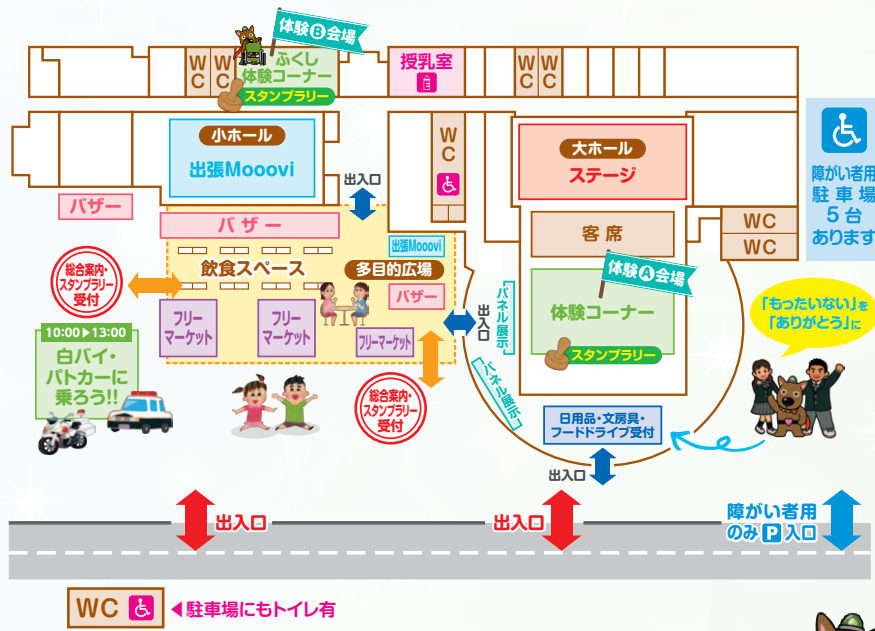 体験Ⓑ会場
WC
WC
ふくし
体験コーナー
スタンプラリー
授乳室
WC
WC
小ホール
出張Mooovi
WC
大ホール
ステージ
障がい者用
駐車場
5台
あります
出入口
バザー
バザー
客席
WC
WC
総合案内・
スタンプラリー
受付
飲食スペース
出張Mooovi
多目的広場
バザー
体験Ⓐ会場
体験コーナー
スタンプラリー
フリー
マーケット
フリー
マーケット
フリーマーケット
出入口
パネル展示
パネル展示
「もったいない」を
「ありがとう」に
10:00▶13:00
白バイ・
パトカーに
乗ろう!!
総合案内・
スタンプラリー
受付
日用品・文房具・
フードドライブ受付
出入口
出入口
出入口
障がい者用
のみ P 入口
WC ◀駐車場にもトイレ有